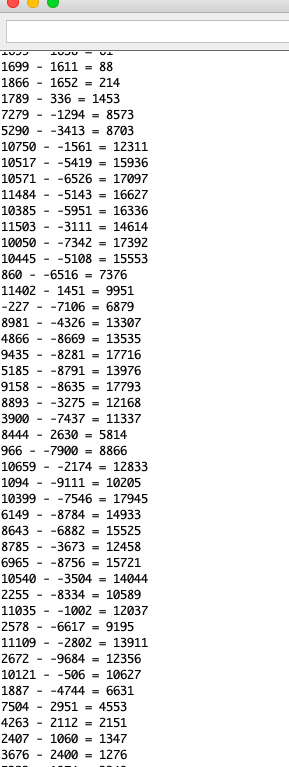 1699 - 1611 = 88
1866 - 1652 = 214
1789 - 336 = 1453
7279 - -1294 = 8573
5290 - -3413 = 8703
10750 - -1561 = 12311
10517 - -5419 = 15936
10571 - -6526 = 17097
11484 - -5143 = 16627
10385 - -5951 = 16336
11503 - -3111 = 14614
10050 - -7342 = 17392
10445 - -5108 = 15553
860 - -6516 = 7376
11402 - 1451 = 9951
-227 - -7106 = 6879
8981 - -4326 = 13307
4866 - -8669 = 13535
9435 - -8281 = 17716
5185 - -8791 = 13976
9158 - -8635 = 17793
8893 - -3275 = 12168
3900 - -7437 = 11337
8444 - 2630 = 5814
966 - -7900 = 8866
10659 - -2174 = 12833
1094 - -9111 = 10205
10399 - -7546 = 17945
6149 - -8784 = 14933
8643 - -6882 = 15525
8785 - -3673 = 12458
6965 - -8756 = 15721
10540 - -3504 = 14044
2255 - -8334 = 10589
11035 - -1002 = 12037
2578 - -6617 = 9195
11109 - -2802 = 13911
2672 - -9684 = 12356
10121 - -506 = 10627
1887 - -4744 = 6631
7504 - 2951 = 4553
4263 - 2112 = 2151
2407 - 1060 = 1347
3676 - 2400 = 1276